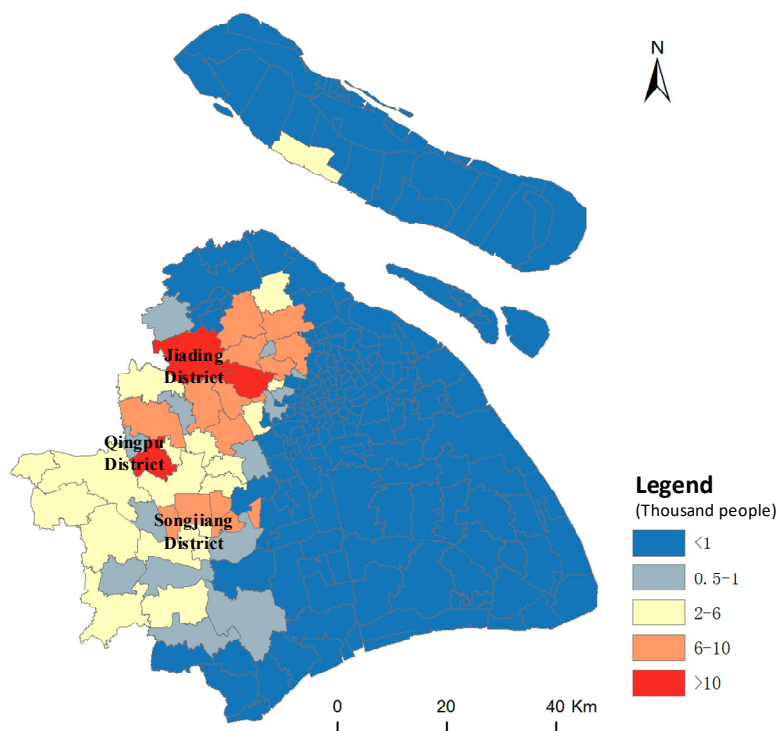 N
Jiading
District
Qingpu
District
Songjiang
District
Legend
(Thousand people)
<1
0.5-1
2-6
6-10
>10
0 20 40 Km